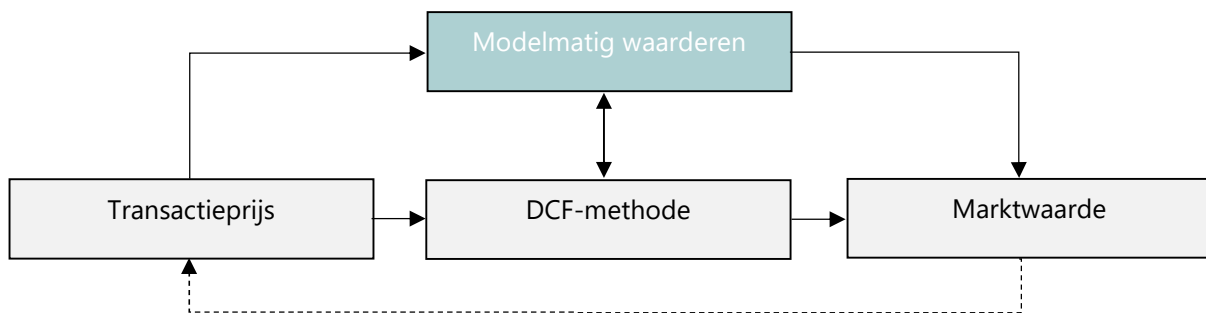 Modelmatig waarderen
Transactieprijs
DCF-methode
Marktwaarde